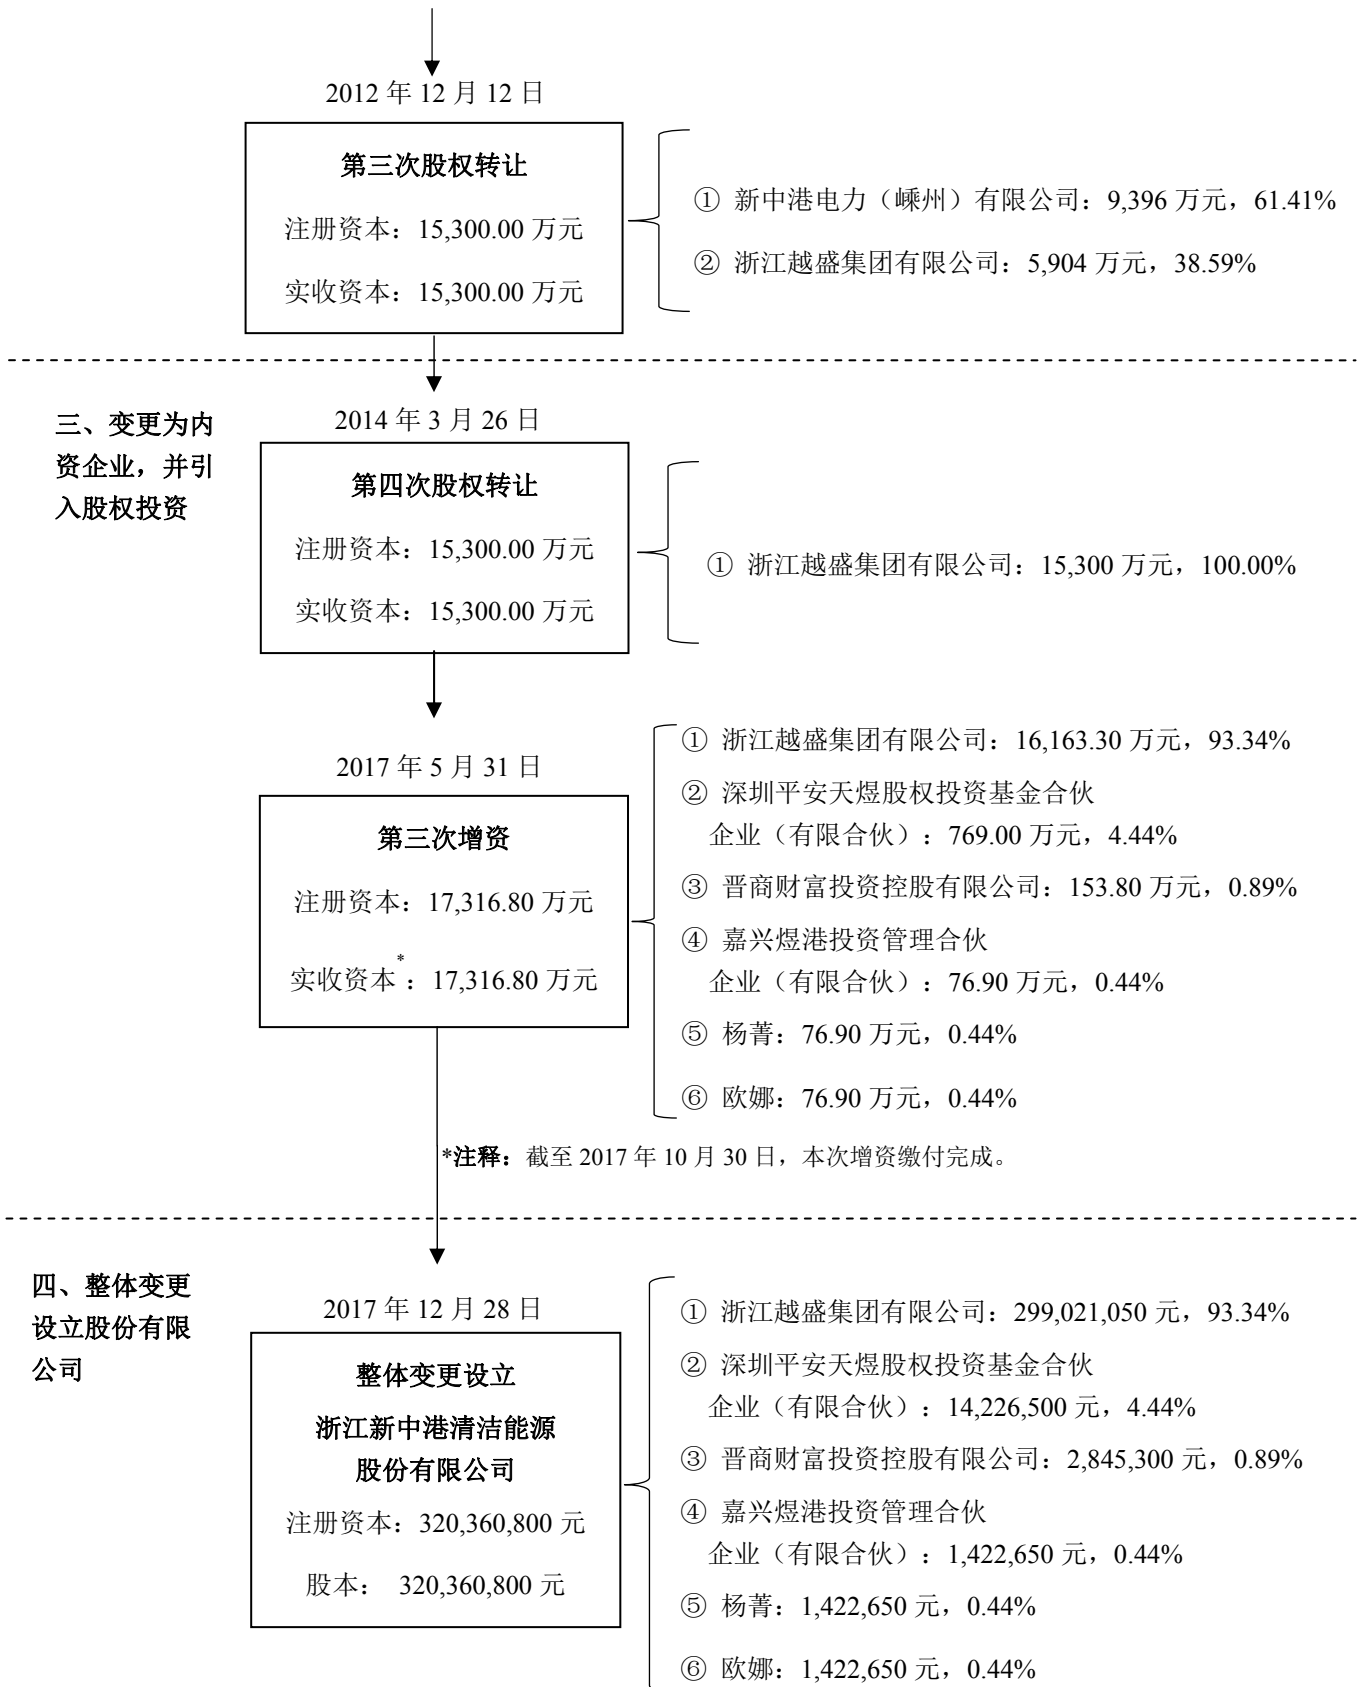 2012 年 12 月 12 日
第三次股权转让
注册资本：15,300.00 万元
实收资本：15,300.00 万元
① 新中港电力（嵊州）有限公司：9,396 万元，61.41%
② 浙江越盛集团有限公司：5,904 万元，38.59%
三、变更为内
资企业，并引
入股权投资
2014 年 3 月 26 日
第四次股权转让
注册资本：15,300.00 万元
实收资本：15,300.00 万元
① 浙江越盛集团有限公司：15,300 万元，100.00%
2017 年 5 月 31 日
第三次增资
注册资本：17,316.80 万元
实收资本*：17,316.80 万元
① 浙江越盛集团有限公司：16,163.30 万元，93.34%
② 深圳平安天煜股权投资基金合伙
企业（有限合伙）：769.00 万元，4.44%
③ 晋商财富投资控股有限公司：153.80 万元，0.89%
④ 嘉兴煜港投资管理合伙
企业（有限合伙）：76.90 万元，0.44%
⑤ 杨菁：76.90 万元，0.44%
⑥ 欧娜：76.90 万元，0.44%
*注释：截至 2017 年 10 月 30 日，本次增资缴付完成。
四、整体变更
设立股份有限
公司
2017 年 12 月 28 日
整体变更设立
浙江新中港清洁能源
股份有限公司
注册资本：320,360,800 元
股本： 320,360,800 元
① 浙江越盛集团有限公司：299,021,050 元，93.34%
② 深圳平安天煜股权投资基金合伙
企业（有限合伙）：14,226,500 元，4.44%
③ 晋商财富投资控股有限公司：2,845,300 元，0.89%
④ 嘉兴煜港投资管理合伙
企业（有限合伙）：1,422,650 元，0.44%
⑤ 杨菁：1,422,650 元，0.44%
⑥ 欧娜：1,422,650 元，0.44%